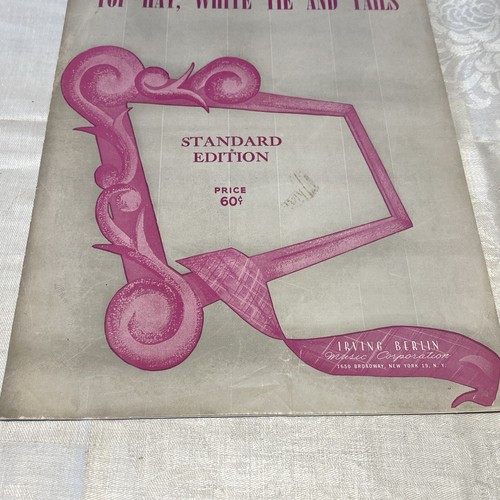 TOP HAT, WHITE TIE AND TAILS
STANDARD
EDITION
PRICE
60¢
IRVING BERLIN
Music Corporation
1650 BROADWAY, NEW YORK 19, N. Y.